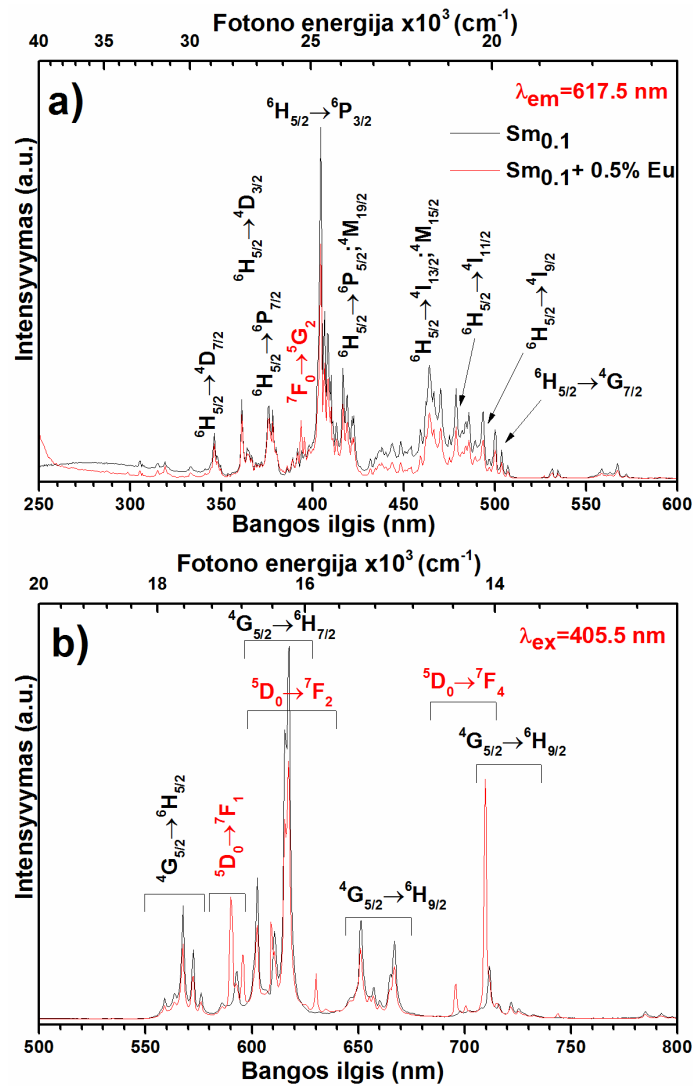 Fotono energija x10³ (cm⁻¹)
40 35 30 25 20
a)
λem=617.5 nm
Sm0.1
Sm0.1+ 0.5% Eu
⁶H5/2→⁴D7/2
⁶H5/2→⁴D3/2
⁶H5/2→⁶P7/2
⁷F0→⁵G2
⁶H5/2→⁶P3/2
⁶H5/2→⁶P5/2;⁴M19/2
⁶H5/2→⁴I13/2;⁴M15/2
⁶H5/2→⁴I11/2
⁶H5/2→⁴I9/2
⁶H5/2→⁴G7/2
Intensyvymas (a.u.)
250 300 350 400 450 500 550 600
Bangos ilgis (nm)
Fotono energija x10³ (cm⁻¹)
20 18 16 14
b)
λex=405.5 nm
⁴G5/2→⁶H5/2
⁵D0→⁷F1
⁴G5/2→⁶H7/2
⁵D0→⁷F2
⁴G5/2→⁶H9/2
⁵D0→⁷F4
⁴G5/2→⁶H9/2
Intensyvymas (a.u.)
500 550 600 650 700 750 800
Bangos ilgis (nm)